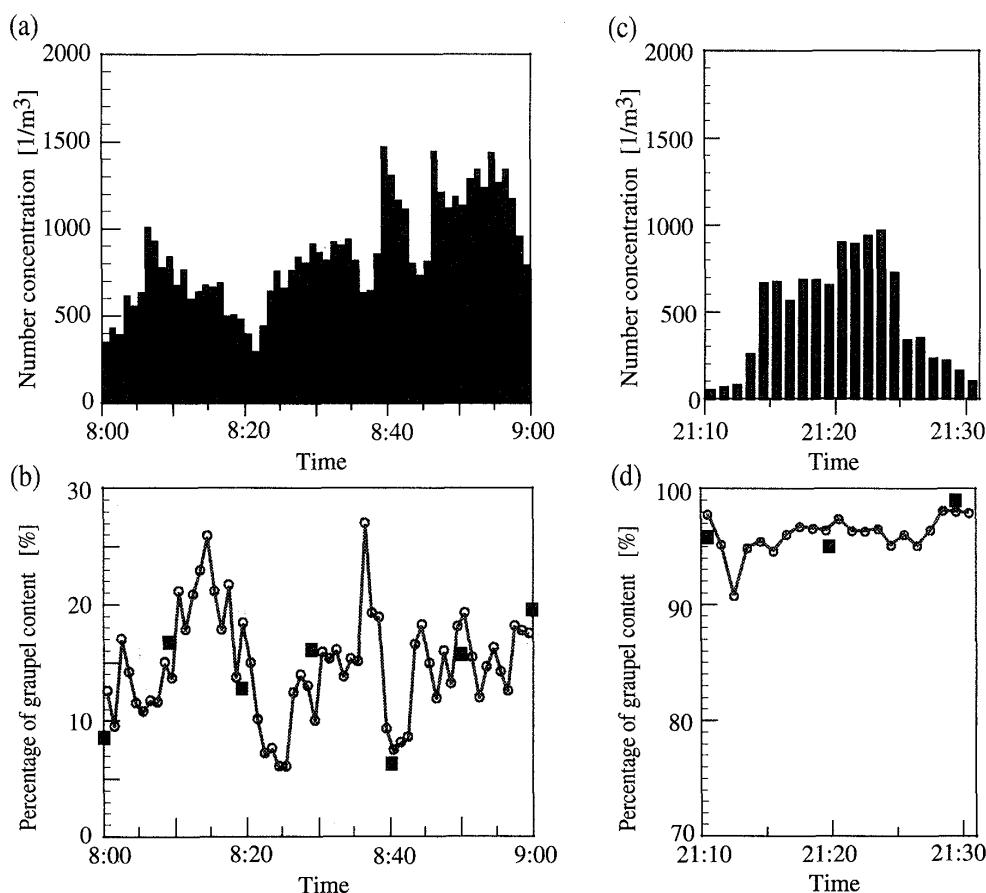 (a)
Number concentration [1/m3]
2000
1500
1000
500
0
8:00
8:20
8:40
9:00
Time
(c)
Number concentration [1/m3]
2000
1500
1000
500
0
21:10
21:20
21:30
Time
(b)
Percentage of graupel content [%]
30
20
10
0
8:00
8:20
8:40
9:00
Time
(d)
Percentage of graupel content [%]
100
90
80
70
21:10
21:20
21:30
Time